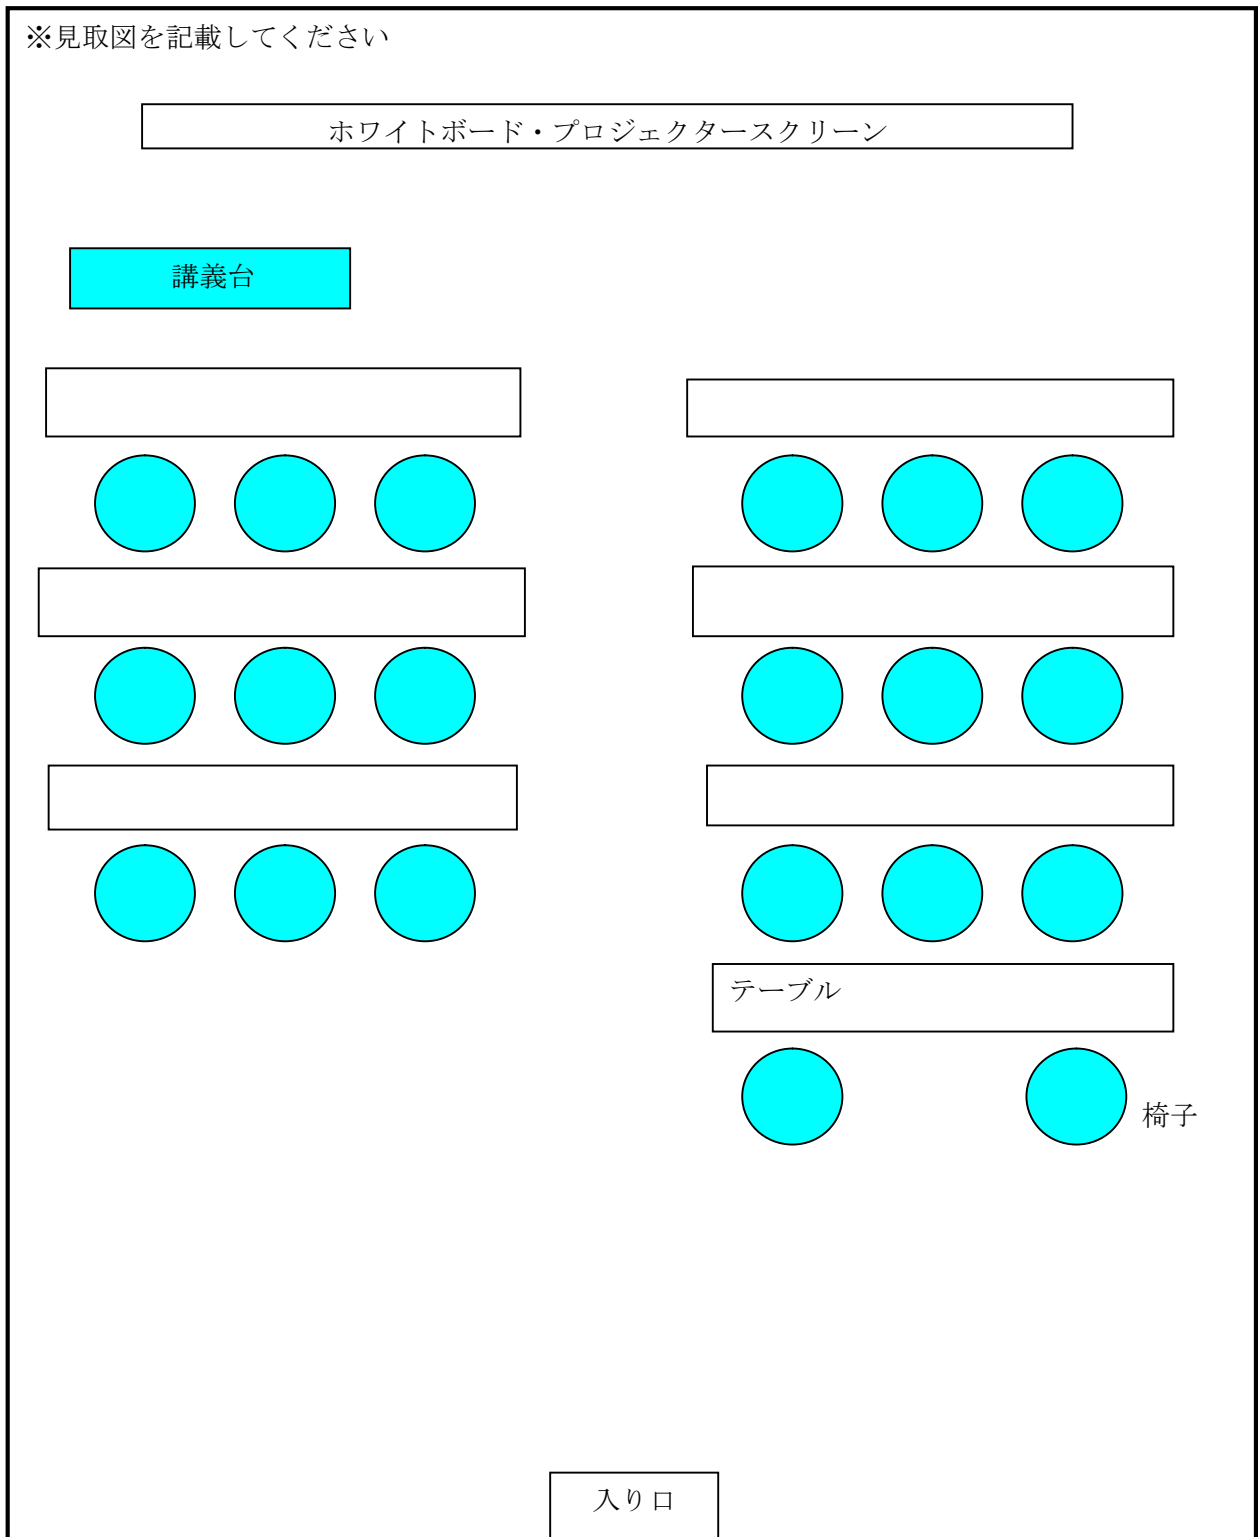 ※見取図を記載してください
ホワイトボード・プロジェクタースクリーン
講義台
テーブル
椅子
入り口